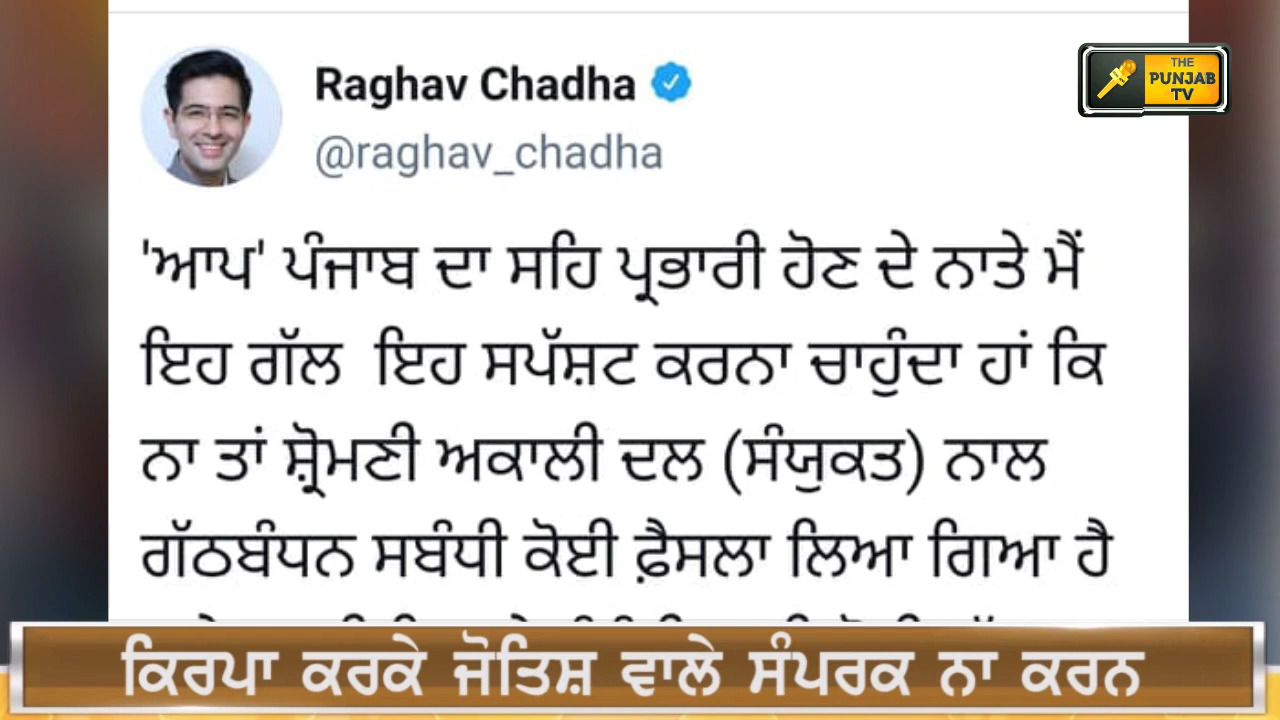 Raghav Chadha
@raghav_chadha
THE
PUNJAB
TV
'ਆਪ' ਪੰਜਾਬ ਦਾ ਸਹਿ ਪ੍ਰਭਾਰੀ ਹੋਣ ਦੇ ਨਾਤੇ ਮੈਂ
ਇਹ ਗੱਲ ਇਹ ਸਪੱਸ਼ਟ ਕਰਨਾ ਚਾਹੁੰਦਾ ਹਾਂ ਕਿ
ਨਾ ਤਾਂ ਸ਼੍ਰੋਮਣੀ ਅਕਾਲੀ ਦਲ (ਸੰਯੁਕਤ) ਨਾਲ
ਗੱਠਬੰਧਨ ਸਬੰਧੀ ਕੋਈ ਫ਼ੈਸਲਾ ਲਿਆ ਗਿਆ ਹੈ
ਕਿਰਪਾ ਕਰਕੇ ਜੋਤਿਸ਼ ਵਾਲੇ ਸੰਪਰਕ ਨਾ ਕਰਨ